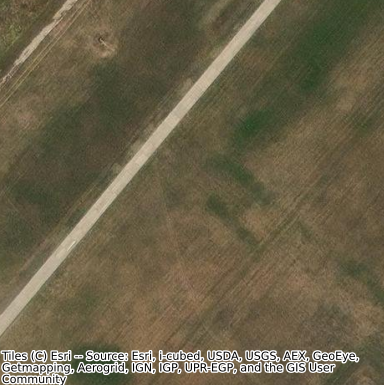 Tiles (C) Esri -- Source: Esri, i-cubed, USDA, USGS, AEX, GeoEye,
Getmapping, Aerogrid, IGN, IGP, UPR-EGP, and the GIS User
Community